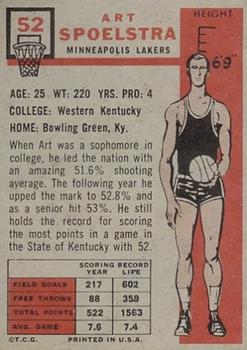 52
ART
SPOELSTRA
MINNEAPOLIS LAKERS
HEIGHT
6'9"
AGE: 25 WT: 220 YRS. PRO: 4
COLLEGE: Western Kentucky
HOME: Bowling Green, Ky.
When Art was a sophomore in
college, he led the nation with
an amazing 51.6% shooting
average. The following year he
upped the mark to 52.8% and
as a senior hit 53%. He still
holds the record for scoring
the most points in a game in
the State of Kentucky with 52.
SCORING RECORD
YEAR LIFE
FIELD GOALS 217 602
FREE THROWS 88 359
TOTAL POINTS 522 1563
AVG. GAME 7.6 7.4
©T.C.G. PRINTED IN U.S.A.